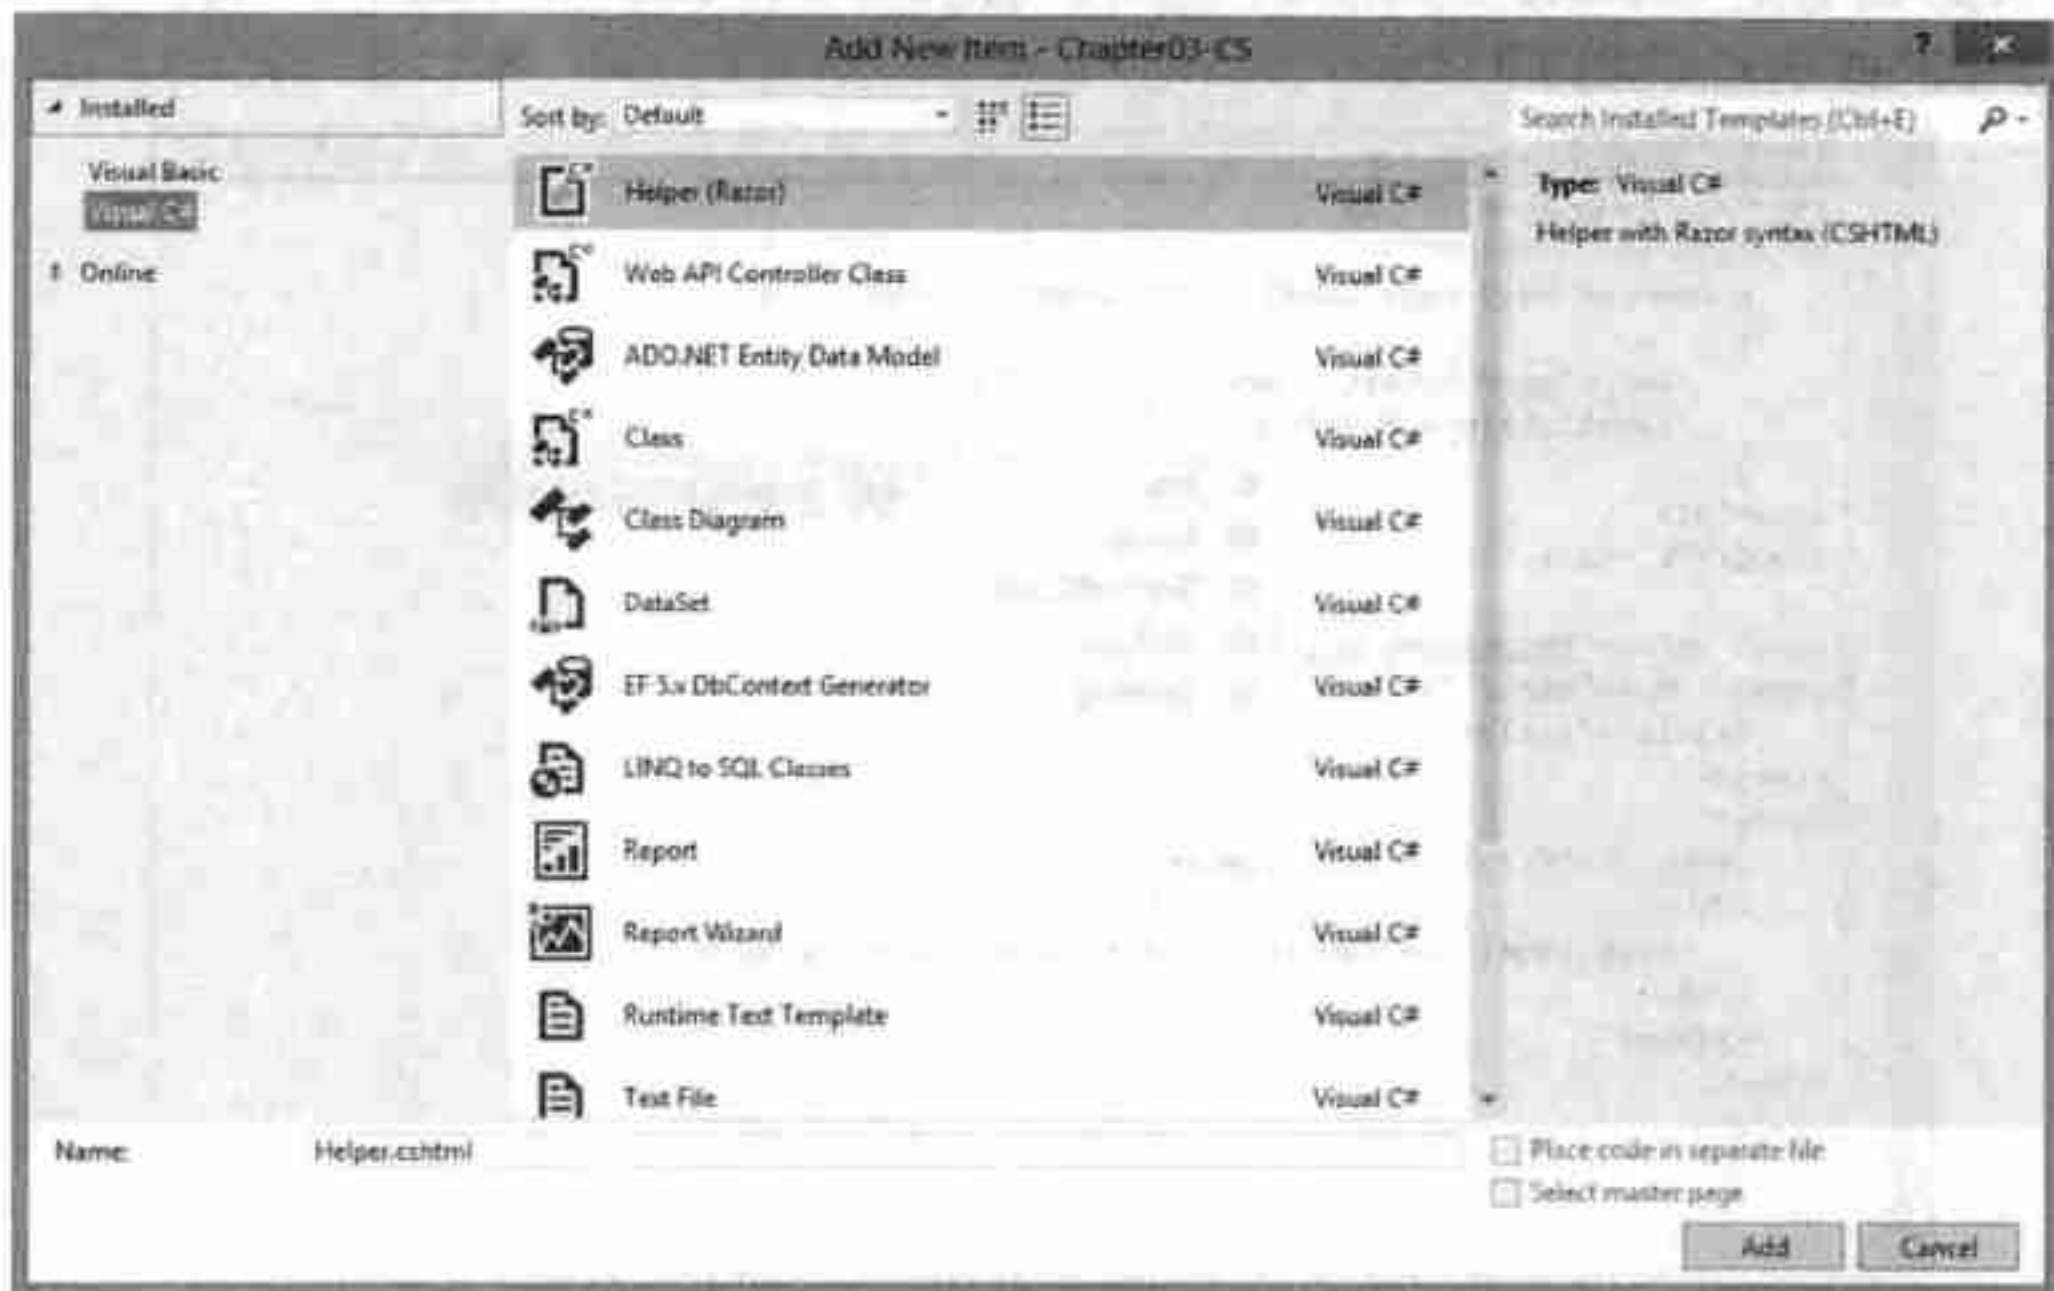 Add New Item - Chapter03-CS
?
Installed
Visual Basic
Visual C#
Online
Sort by: Default
Search Installed Templates (Ctrl+E)
Helper (Razor) Visual C#
Web API Controller Class Visual C#
ADO.NET Entity Data Model Visual C#
Class Visual C#
Class Diagram Visual C#
DataSet Visual C#
EF 5.x DbContext Generator Visual C#
LINQ to SQL Classes Visual C#
Report Visual C#
Report Wizard Visual C#
Runtime Text Template Visual C#
Text File Visual C#
Type: Visual C#
Helper with Razor syntax (CSHTML)
Name: Helper.cshtml
Place code in separate file
Select master page
Add Cancel